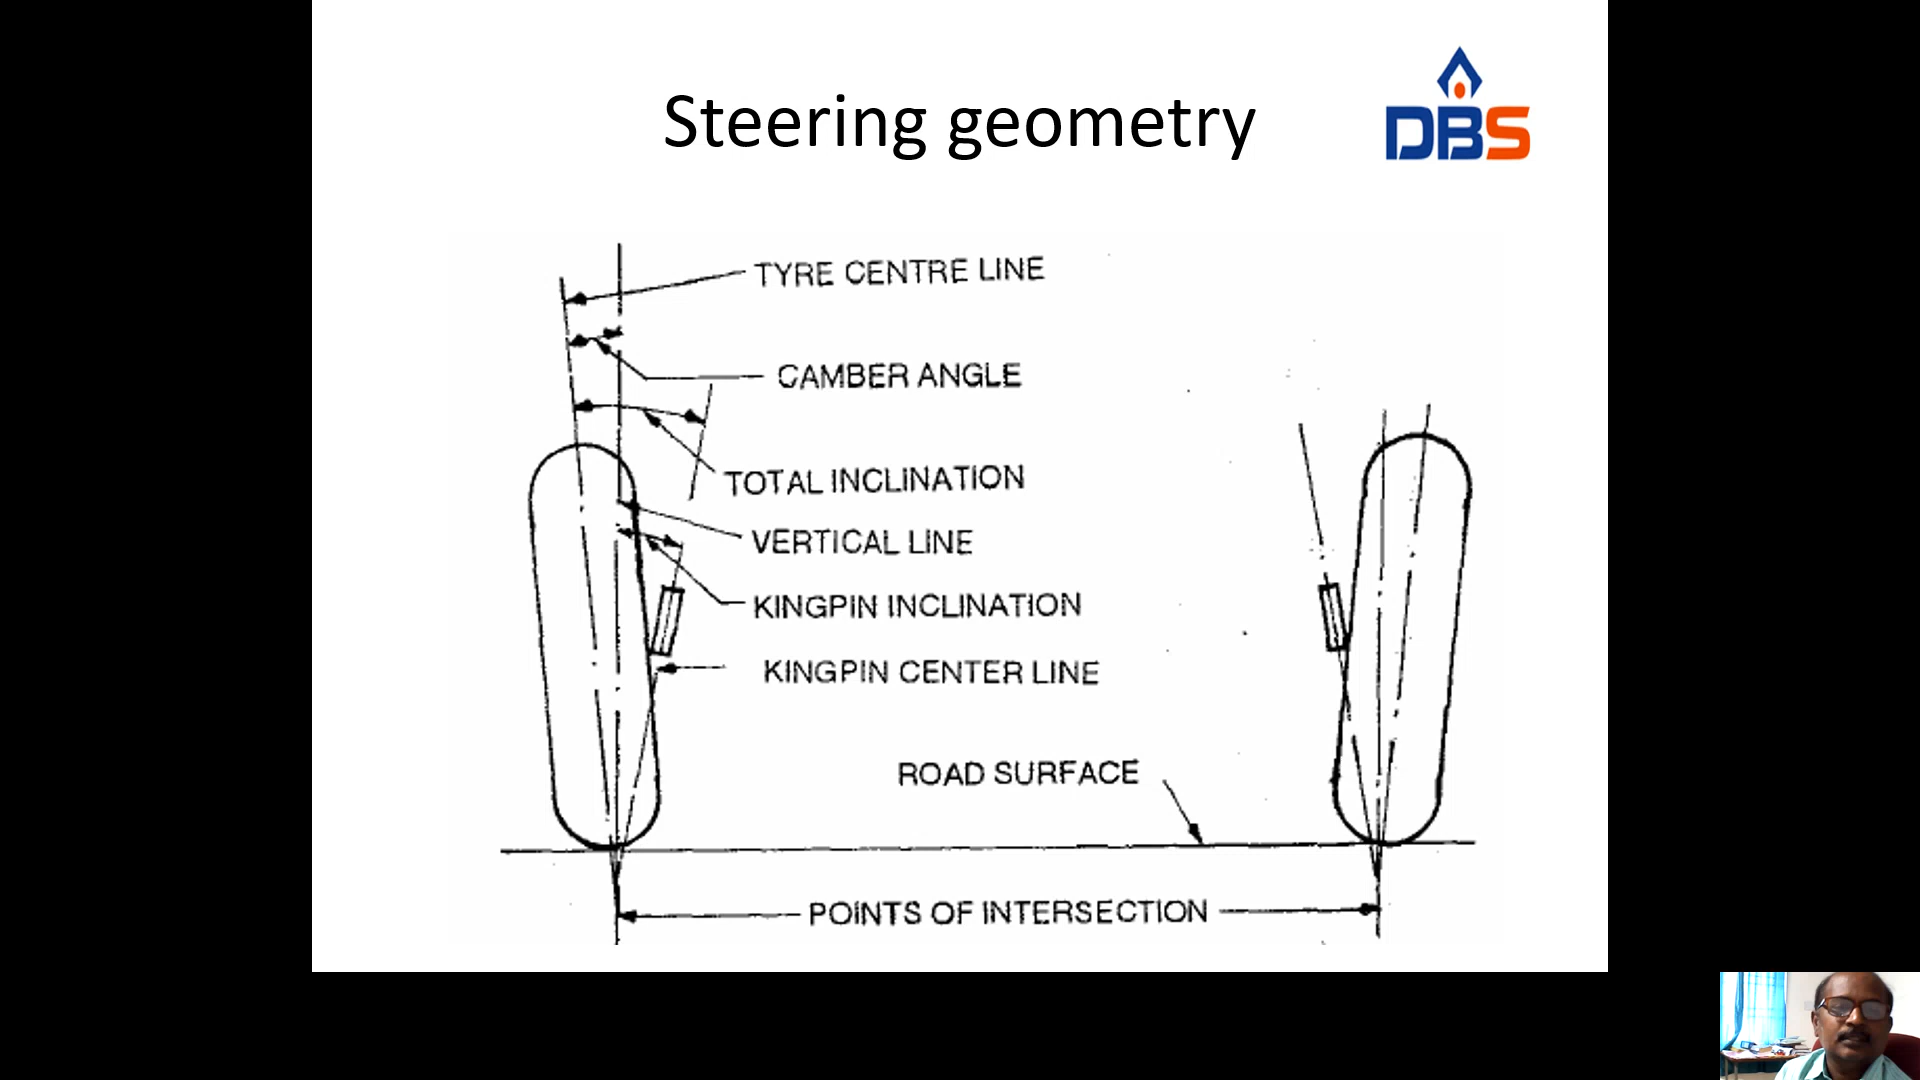 Steering geometry
DBS
TYRE CENTRE LINE
CAMBER ANGLE
TOTAL INCLINATION
VERTICAL LINE
KINGPIN INCLINATION
KINGPIN CENTER LINE
ROAD SURFACE
POINTS OF INTERSECTION